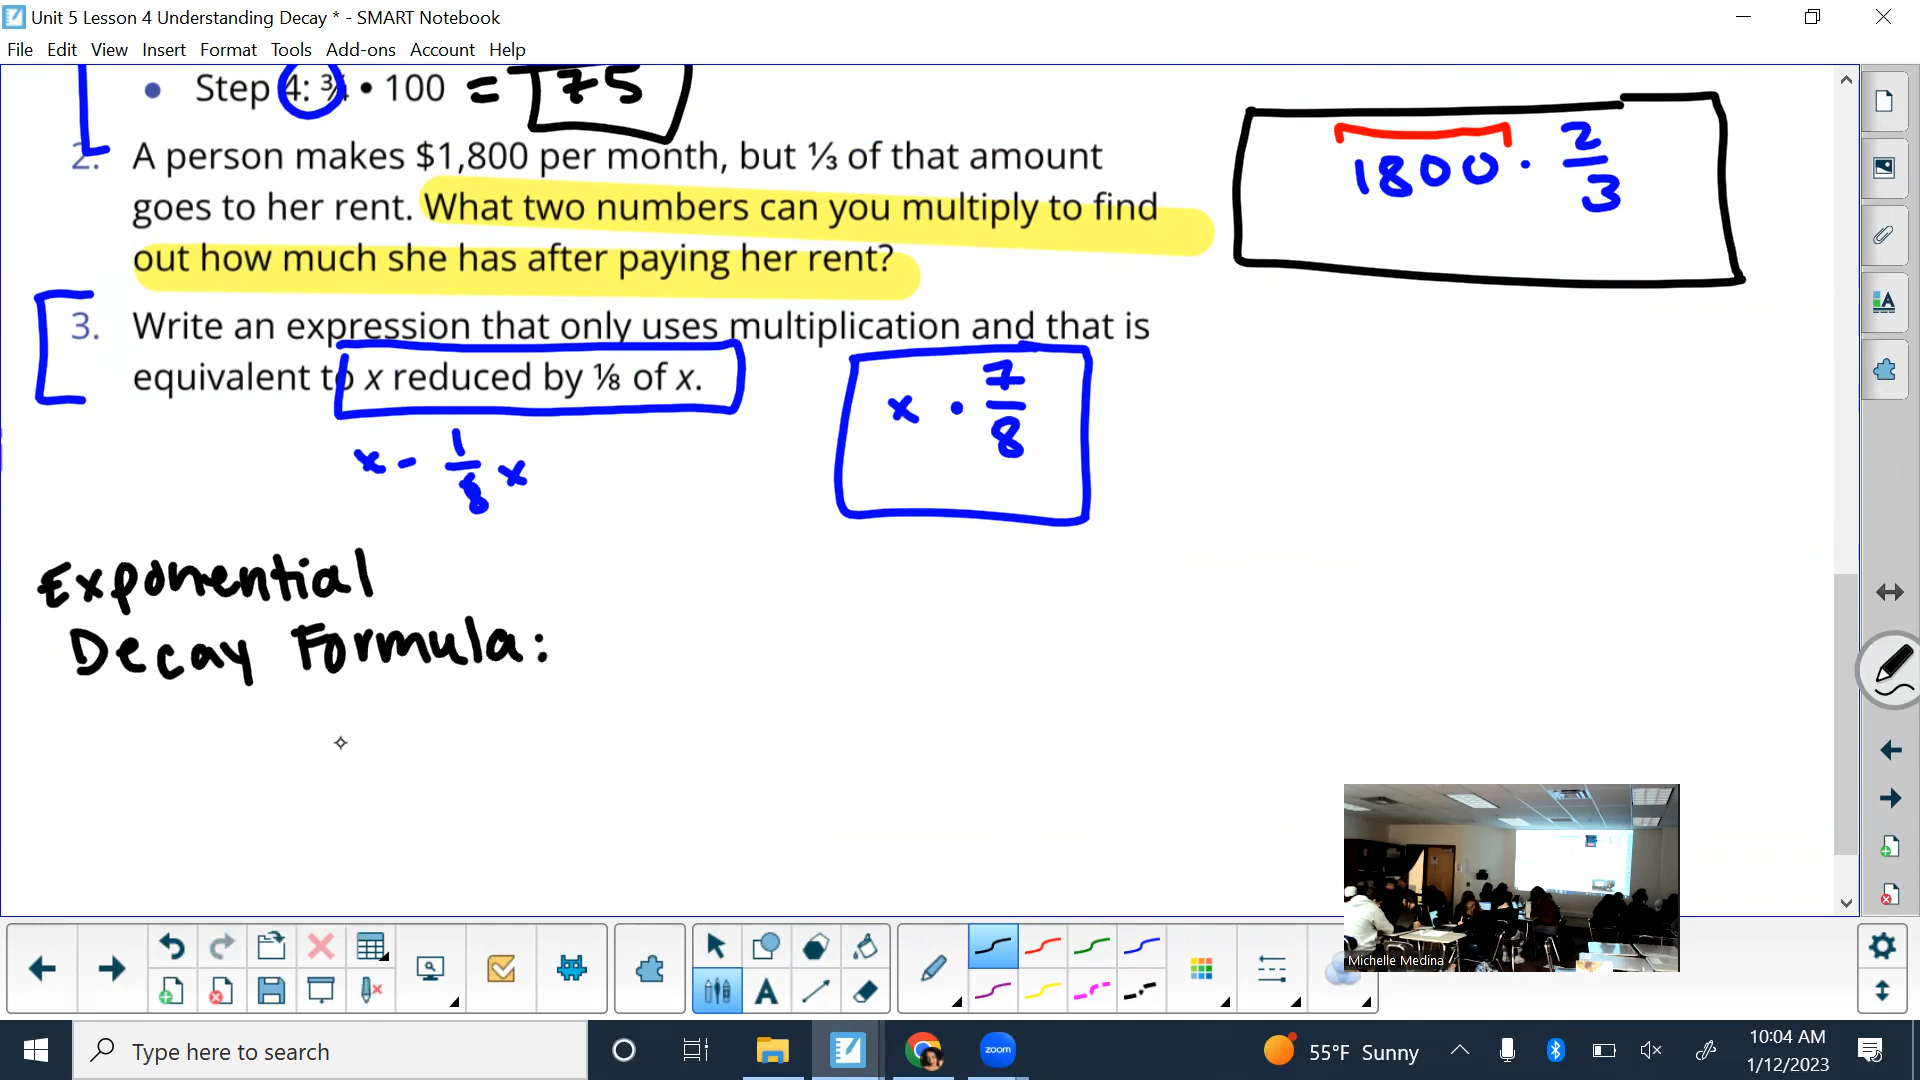 Unit 5 Lesson 4 Understanding Decay * - SMART Notebook
File Edit View Insert Format Tools Add-ons Account Help
• Step 4: ¾ • 100 = 75
2. A person makes $1,800 per month, but ⅓ of that amount
goes to her rent. What two numbers can you multiply to find
out how much she has after paying her rent?
1800 · 2/3
3. Write an expression that only uses multiplication and that is
equivalent to x reduced by ⅛ of x.
x · 7/8
x - 1/8 x
Exponential
Decay Formula:
Michelle Medina
Type here to search
zoom
55°F Sunny
10:04 AM
1/12/2023